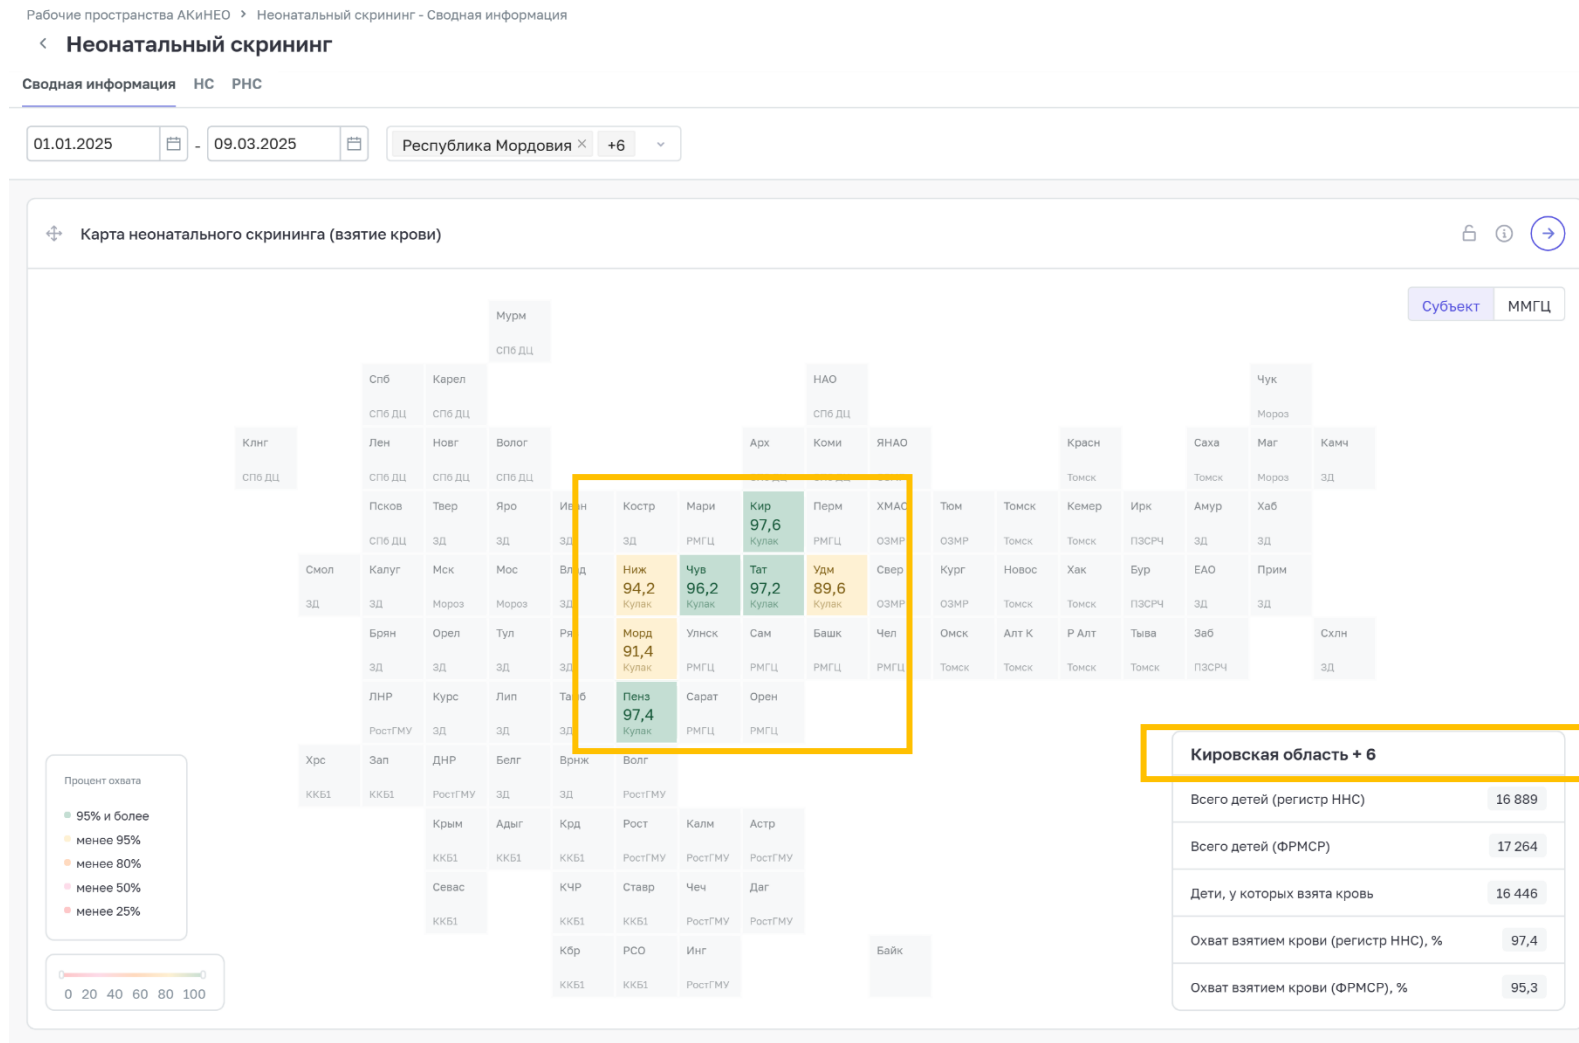 Рабочие пространства АКиНЕО > Неонатальный скрининг - Сводная информация
Неонатальный скрининг
Сводная информация НС РНС
01.01.2025 - 09.03.2025 Республика Мордовия × +6
Карта неонатального скрининга (взятие крови)
Субъект ММГЦ
Мурм
СПб ДЦ
Спб Карел НАО Чук
СПб ДЦ СПб ДЦ СПб ДЦ Мороз
Клнг Лен Новг Волог Арх Коми ЯНАО Красн Саха Маг Камч
СПб ДЦ СПб ДЦ СПб ДЦ СПб ДЦ Томск Томск Мороз ЗД
Псков Твер Яро Иван Костр Мари Кир Перм ХМАО Тюм Томск Кемер Ирк Амур Хаб
97,6
СПб ДЦ ЗД ЗД ЗД ЗД РМГЦ Кулак РМГЦ ОЗМР ОЗМР Томск Томск ПЗСРЧ ЗД ЗД
Смол Калуг Мск Мос Влад Ниж Чув Тат Удм Свер Кург Новос Хак Бур ЕАО Прим
94,2 96,2 97,2 89,6
ЗД ЗД Мороз Мороз ЗД Кулак Кулак Кулак Кулак ОЗМР ОЗМР Томск Томск ПЗСРЧ ЗД ЗД
Брян Орел Тул Ря Морд Улнск Сам Башк Чел Омск Алт К Р Алт Тыва Заб Схлн
91,4
ЗД ЗД ЗД ЗД Кулак РМГЦ РМГЦ РМГЦ РМГЦ Томск Томск Томск Томск ПЗСРЧ ЗД
ЛНР Курс Лип Тамб Пенз Сарат Орен
97,4
РостГМУ ЗД ЗД ЗД Кулак РМГЦ РМГЦ
Хрс Зап ДНР Белг Врнж Волг
ККБ1 ККБ1 РостГМУ ЗД ЗД РостГМУ
Крым Адыг Крд Рост Калм Астр
ККБ1 ККБ1 ККБ1 РостГМУ РостГМУ РостГМУ
Севас КЧР Ставр Чеч Даг
ККБ1 ККБ1 ККБ1 РостГМУ РостГМУ
Кбр РСО Инг Байк
ККБ1 ККБ1 РостГМУ
Процент охвата
95% и более
менее 95%
менее 80%
менее 50%
менее 25%
0 20 40 60 80 100
Кировская область + 6
Всего детей (регистр ННС) 16 889
Всего детей (ФРМСР) 17 264
Дети, у которых взята кровь 16 446
Охват взятием крови (регистр ННС), % 97,4
Охват взятием крови (ФРМСР), % 95,3